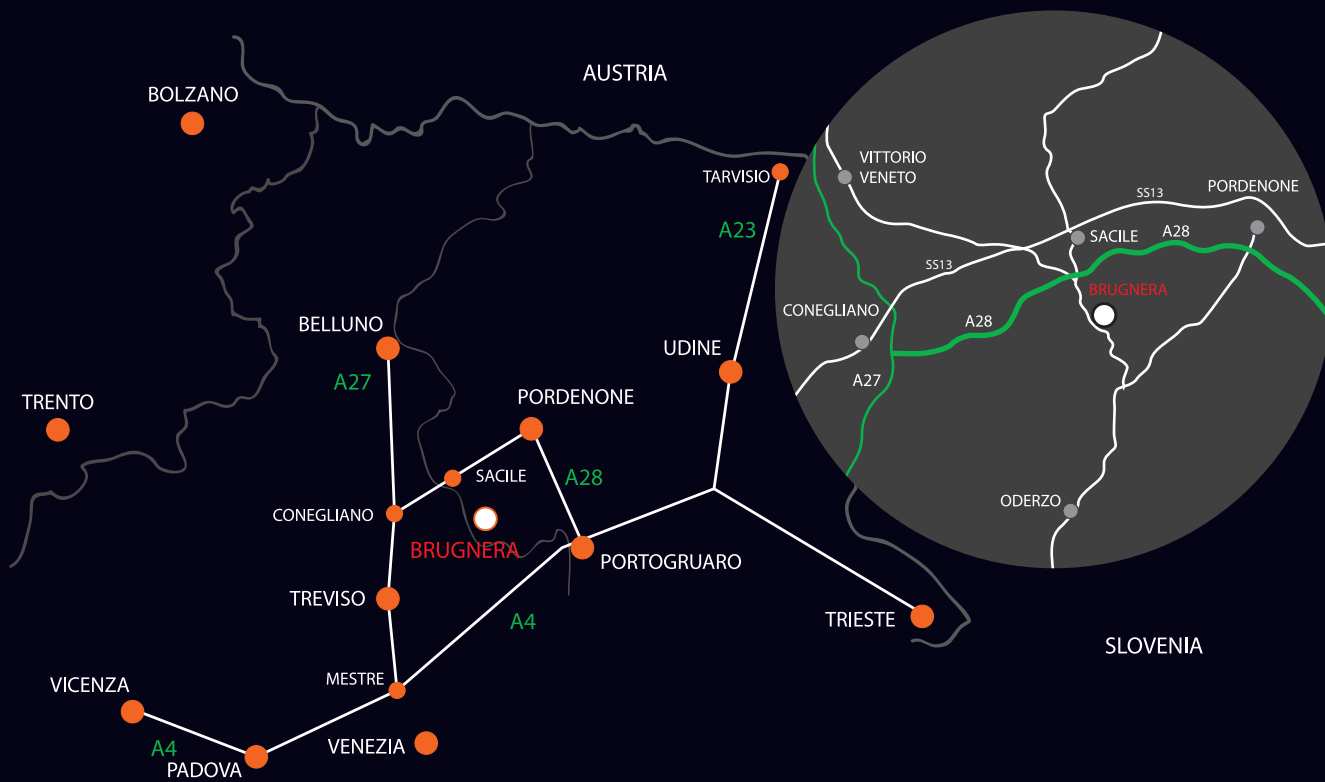 AUSTRIA
BOLZANO
TARVISIO
A23
BELLUNO
A27
UDINE
TRENTO
PORDENONE
SACILE
A28
CONEGLIANO
BRUGNERA
PORTOGRUARO
TREVISO
A4
TRIESTE
SLOVENIA
MESTRE
VICENZA
VENEZIA
A4
PADOVA
VITTORIO
VENETO
SS13
PORDENONE
SACILE
A28
SS13
BRUGNERA
CONEGLIANO
A28
A27
ODERZO